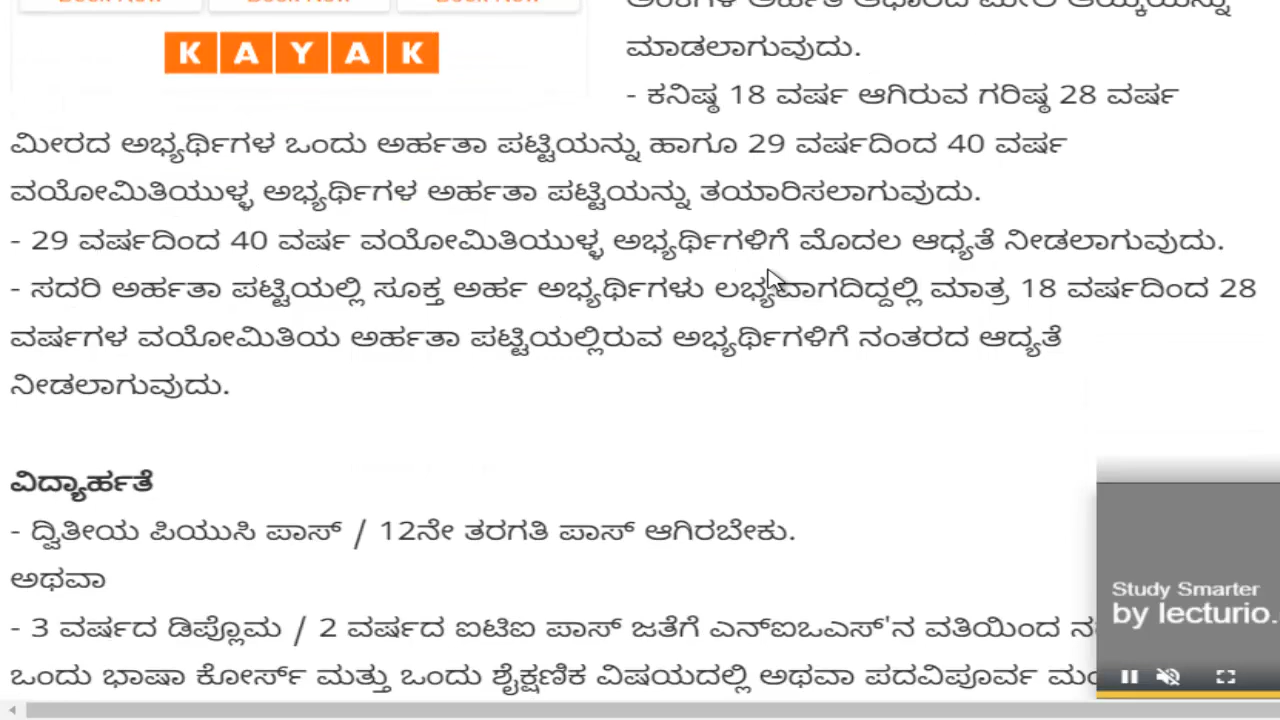 KAYAK
ಮಾಡಲಾಗುವುದು.
- ಕನಿಷ್ಠ 18 ವರ್ಷ ಆಗಿರುವ ಗರಿಷ್ಠ 28 ವರ್ಷ
ಮೀರದ ಅಭ್ಯರ್ಥಿಗಳ ಒಂದು ಅರ್ಹತಾ ಪಟ್ಟಿಯನ್ನು ಹಾಗೂ 29 ವರ್ಷದಿಂದ 40 ವರ್ಷ
ವಯೋಮಿತಿಯುಳ್ಳ ಅಭ್ಯರ್ಥಿಗಳ ಅರ್ಹತಾ ಪಟ್ಟಿಯನ್ನು ತಯಾರಿಸಲಾಗುವುದು.
- 29 ವರ್ಷದಿಂದ 40 ವರ್ಷ ವಯೋಮಿತಿಯುಳ್ಳ ಅಭ್ಯರ್ಥಿಗಳಿಗೆ ಮೊದಲ ಆಧ್ಯತೆ ನೀಡಲಾಗುವುದು.
- ಸದರಿ ಅರ್ಹತಾ ಪಟ್ಟಿಯಲ್ಲಿ ಸೂಕ್ತ ಅರ್ಹ ಅಭ್ಯರ್ಥಿಗಳು ಲಭ್ಯವಾಗದಿದ್ದಲ್ಲಿ ಮಾತ್ರ 18 ವರ್ಷದಿಂದ 28
ವರ್ಷಗಳ ವಯೋಮಿತಿಯ ಅರ್ಹತಾ ಪಟ್ಟಿಯಲ್ಲಿರುವ ಅಭ್ಯರ್ಥಿಗಳಿಗೆ ನಂತರದ ಆದ್ಯತೆ
ನೀಡಲಾಗುವುದು.
ವಿದ್ಯಾರ್ಹತೆ
- ದ್ವಿತೀಯ ಪಿಯುಸಿ ಪಾಸ್ / 12ನೇ ತರಗತಿ ಪಾಸ್ ಆಗಿರಬೇಕು.
ಅಥವಾ
- 3 ವರ್ಷದ ಡಿಪ್ಲೊಮ / 2 ವರ್ಷದ ಐಟಿಐ ಪಾಸ್ ಜತೆಗೆ ಎನ್‌ಐಒಎಸ್'ನ ವತಿಯಿಂದ
ಒಂದು ಭಾಷಾ ಕೋರ್ಸ್ ಮತ್ತು ಒಂದು ಶೈಕ್ಷಣಿಕ ವಿಷಯದಲ್ಲಿ ಅಥವಾ ಪದವಿಪೂರ್ವ
Study Smarter
by lecturio.